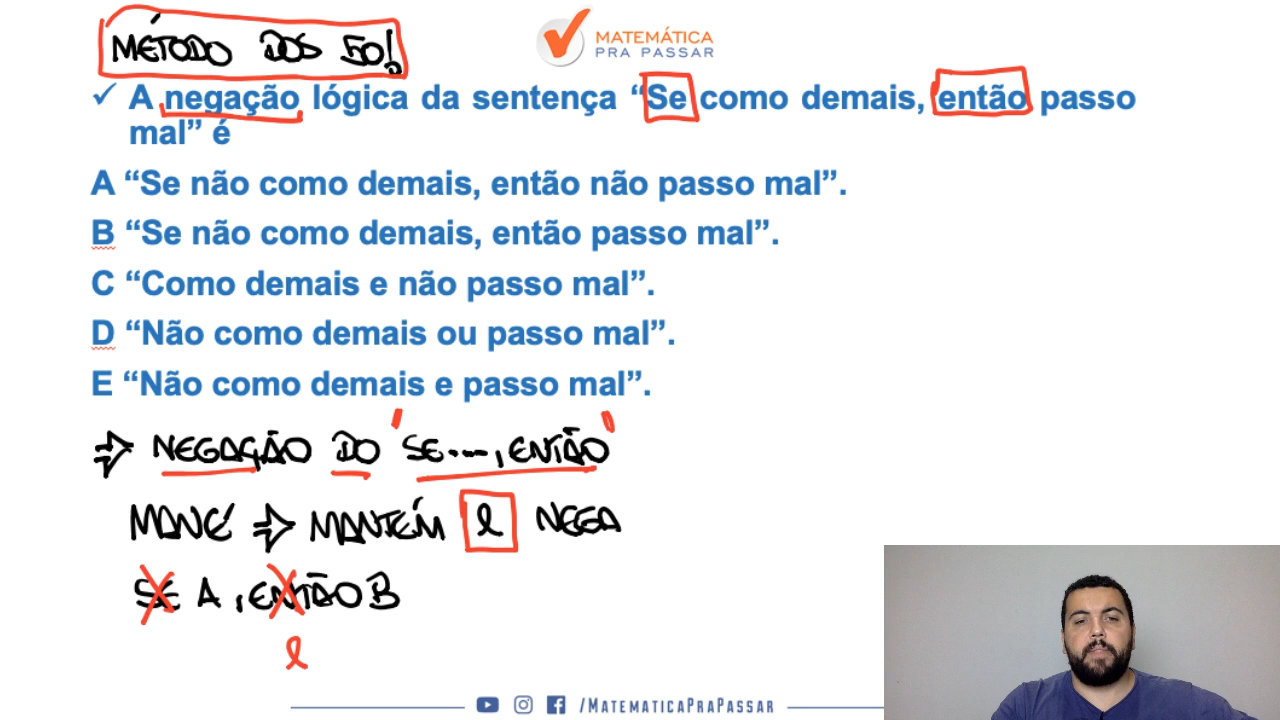 MÉTODO DOS 50!
MATEMÁTICA
PRA PASSAR
✓ A negação lógica da sentença “Se como demais, então passo
mal” é
A “Se não como demais, então não passo mal”.
B “Se não como demais, então passo mal”.
C “Como demais e não passo mal”.
D “Não como demais ou passo mal”.
E “Não como demais e passo mal”.
⇒ NEGAÇÃO DO 'SE...., ENTÃO'
MANÉ ⇒ MANTÉM e NEGA
SE A, ENTÃO B
e
/MATEMATICAPRAPASSAR